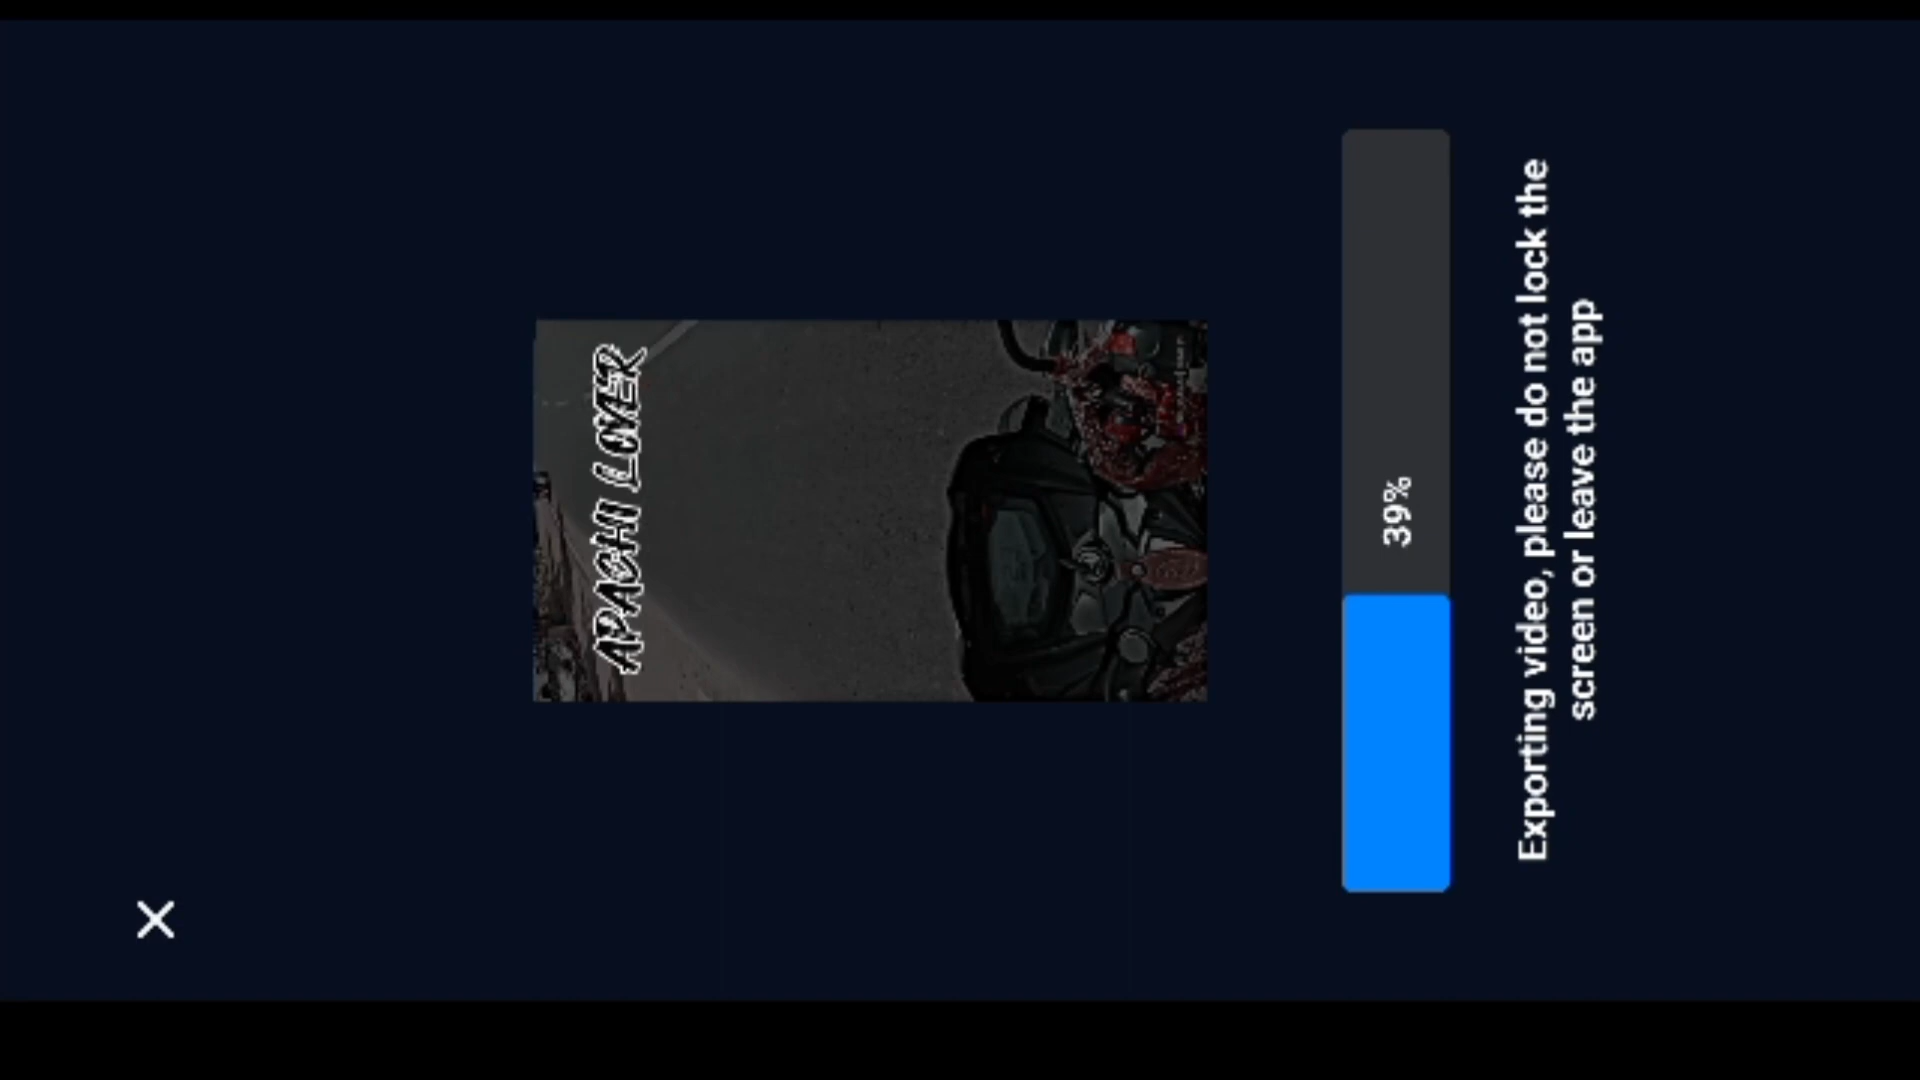 APACHI LOVER
39%
Exporting video, please do not lock the
screen or leave the app